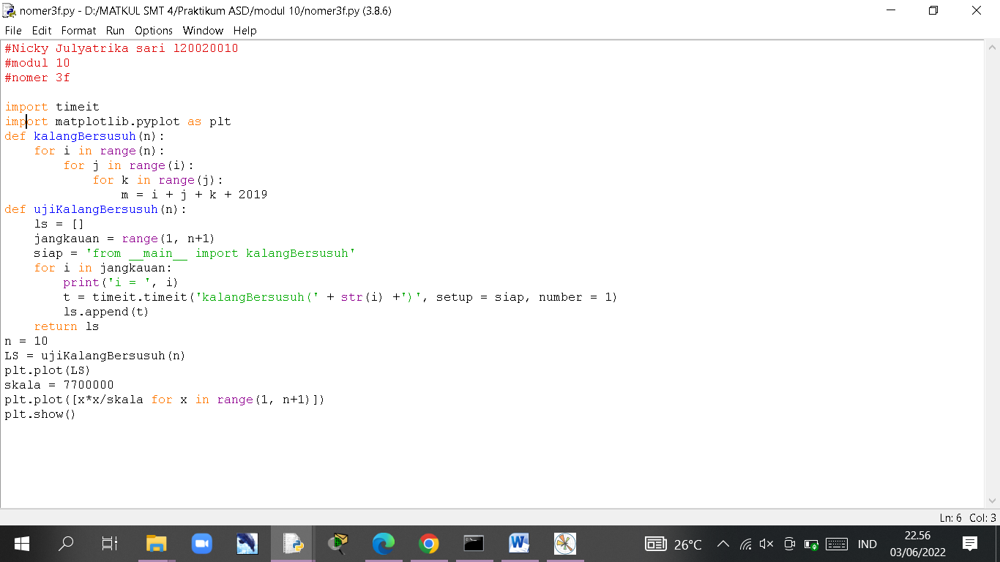 nomer3f.py - D:/MATKUL SMT 4/Praktikum ASD/modul 10/nomer3f.py (3.8.6)
File Edit Format Run Options Window Help
#Nicky Julyatrika sari l20020010
#modul 10
#nomer 3f

import timeit
import matplotlib.pyplot as plt
def kalangBersusuh(n):
    for i in range(n):
        for j in range(i):
            for k in range(j):
                m = i + j + k + 2019
def ujiKalangBersusuh(n):
    ls = []
    jangkauan = range(1, n+1)
    siap = 'from __main__ import kalangBersusuh'
    for i in jangkauan:
        print('i = ', i)
        t = timeit.timeit('kalangBersusuh(' + str(i) +')', setup = siap, number = 1)
        ls.append(t)
    return ls
n = 10
LS = ujiKalangBersusuh(n)
plt.plot(LS)
skala = 7700000
plt.plot([x*x/skala for x in range(1, n+1)])
plt.show()
Ln: 6 Col: 3
26°C
IND
22.56
03/06/2022